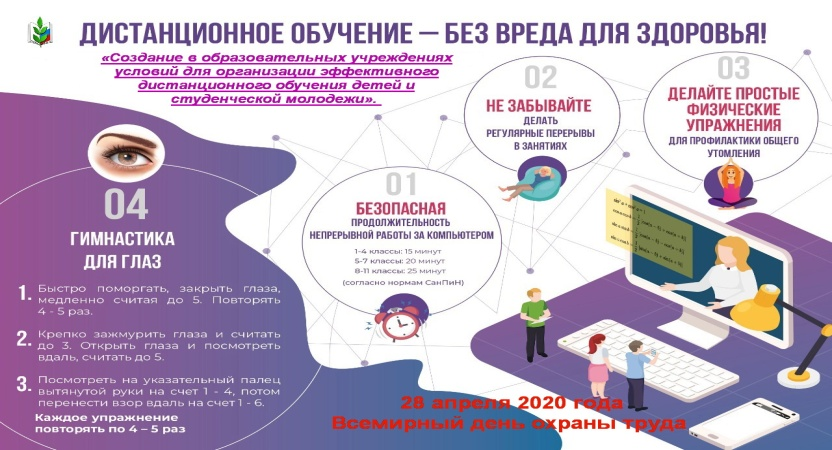 ДИСТАНЦИОННОЕ ОБУЧЕНИЕ – БЕЗ ВРЕДА ДЛЯ ЗДОРОВЬЯ!
«Создание в образовательных учреждениях
условий для организации эффективного
дистанционного обучения детей и
студенческой молодежи».
01
БЕЗОПАСНАЯ
ПРОДОЛЖИТЕЛЬНОСТЬ
НЕПРЕРЫВНОЙ РАБОТЫ ЗА КОМПЬЮТЕРОМ
1-4 классы: 15 минут
5-7 классы: 20 минут
8-11 классы: 25 минут
(согласно нормам СанПиН)
02
НЕ ЗАБЫВАЙТЕ
ДЕЛАТЬ
РЕГУЛЯРНЫЕ ПЕРЕРЫВЫ
В ЗАНЯТИЯХ
03
ДЕЛАЙТЕ ПРОСТЫЕ
ФИЗИЧЕСКИЕ
УПРАЖНЕНИЯ
ДЛЯ ПРОФИЛАКТИКИ ОБЩЕГО
УТОМЛЕНИЯ
04
ГИМНАСТИКА
ДЛЯ ГЛАЗ
1. Быстро поморгать, закрыть глаза,
медленно считая до 5. Повторять
4 - 5 раз.
2. Крепко зажмурить глаза и считать
до 3. Открыть глаза и посмотреть
вдаль, считать до 5.
3. Посмотреть на указательный палец
вытянутой руки на счет 1 - 4, потом
перенести взор вдаль на счет 1 - 6.
Каждое упражнение
повторять по 4 – 5 раз
28 апреля 2020 года
Всемирный день охраны труда